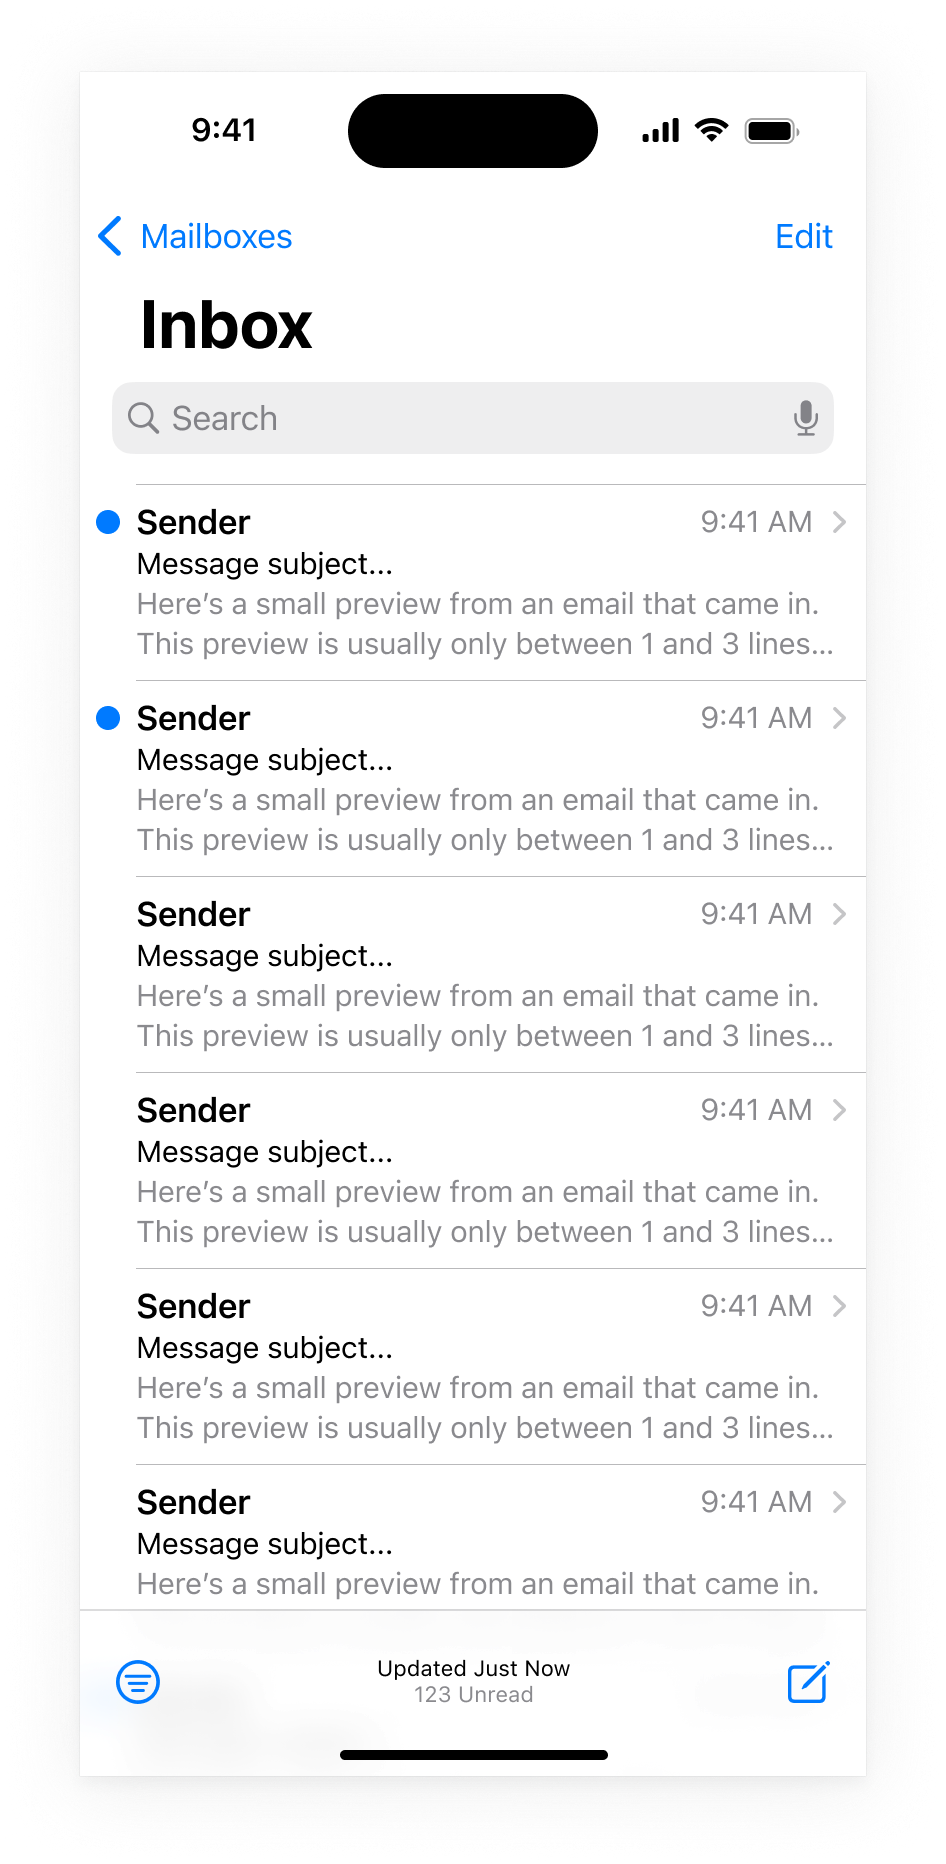 9:41
Mailboxes
Edit
Inbox
Search
Sender 9:41 AM
Message subject...
Here’s a small preview from an email that came in.
This preview is usually only between 1 and 3 lines...
Sender 9:41 AM
Message subject...
Here’s a small preview from an email that came in.
This preview is usually only between 1 and 3 lines...
Sender 9:41 AM
Message subject...
Here’s a small preview from an email that came in.
This preview is usually only between 1 and 3 lines...
Sender 9:41 AM
Message subject...
Here’s a small preview from an email that came in.
This preview is usually only between 1 and 3 lines...
Sender 9:41 AM
Message subject...
Here’s a small preview from an email that came in.
This preview is usually only between 1 and 3 lines...
Sender 9:41 AM
Message subject...
Here’s a small preview from an email that came in.
Updated Just Now
123 Unread